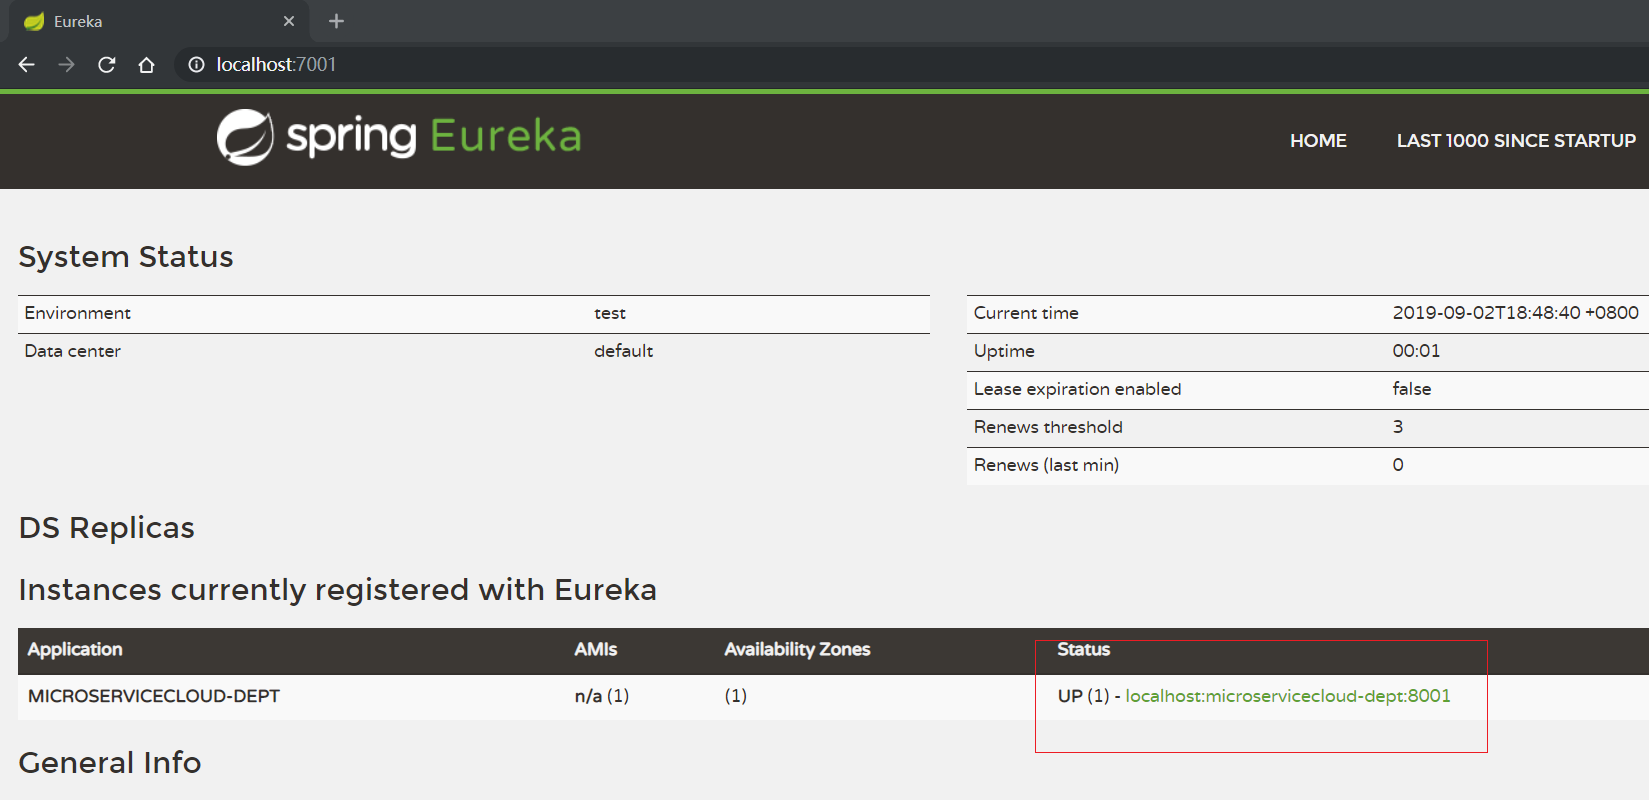 Eureka
localhost:7001
spring Eureka
HOME LAST 1000 SINCE STARTUP
System Status
Environment test
Data center default
Current time 2019-09-02T18:48:40 +0800
Uptime 00:01
Lease expiration enabled false
Renews threshold 3
Renews (last min) 0
DS Replicas
Instances currently registered with Eureka
Application AMIs Availability Zones Status
MICROSERVICECLOUD-DEPT n/a (1) (1) UP (1) - localhost:microservicecloud-dept:8001
General Info